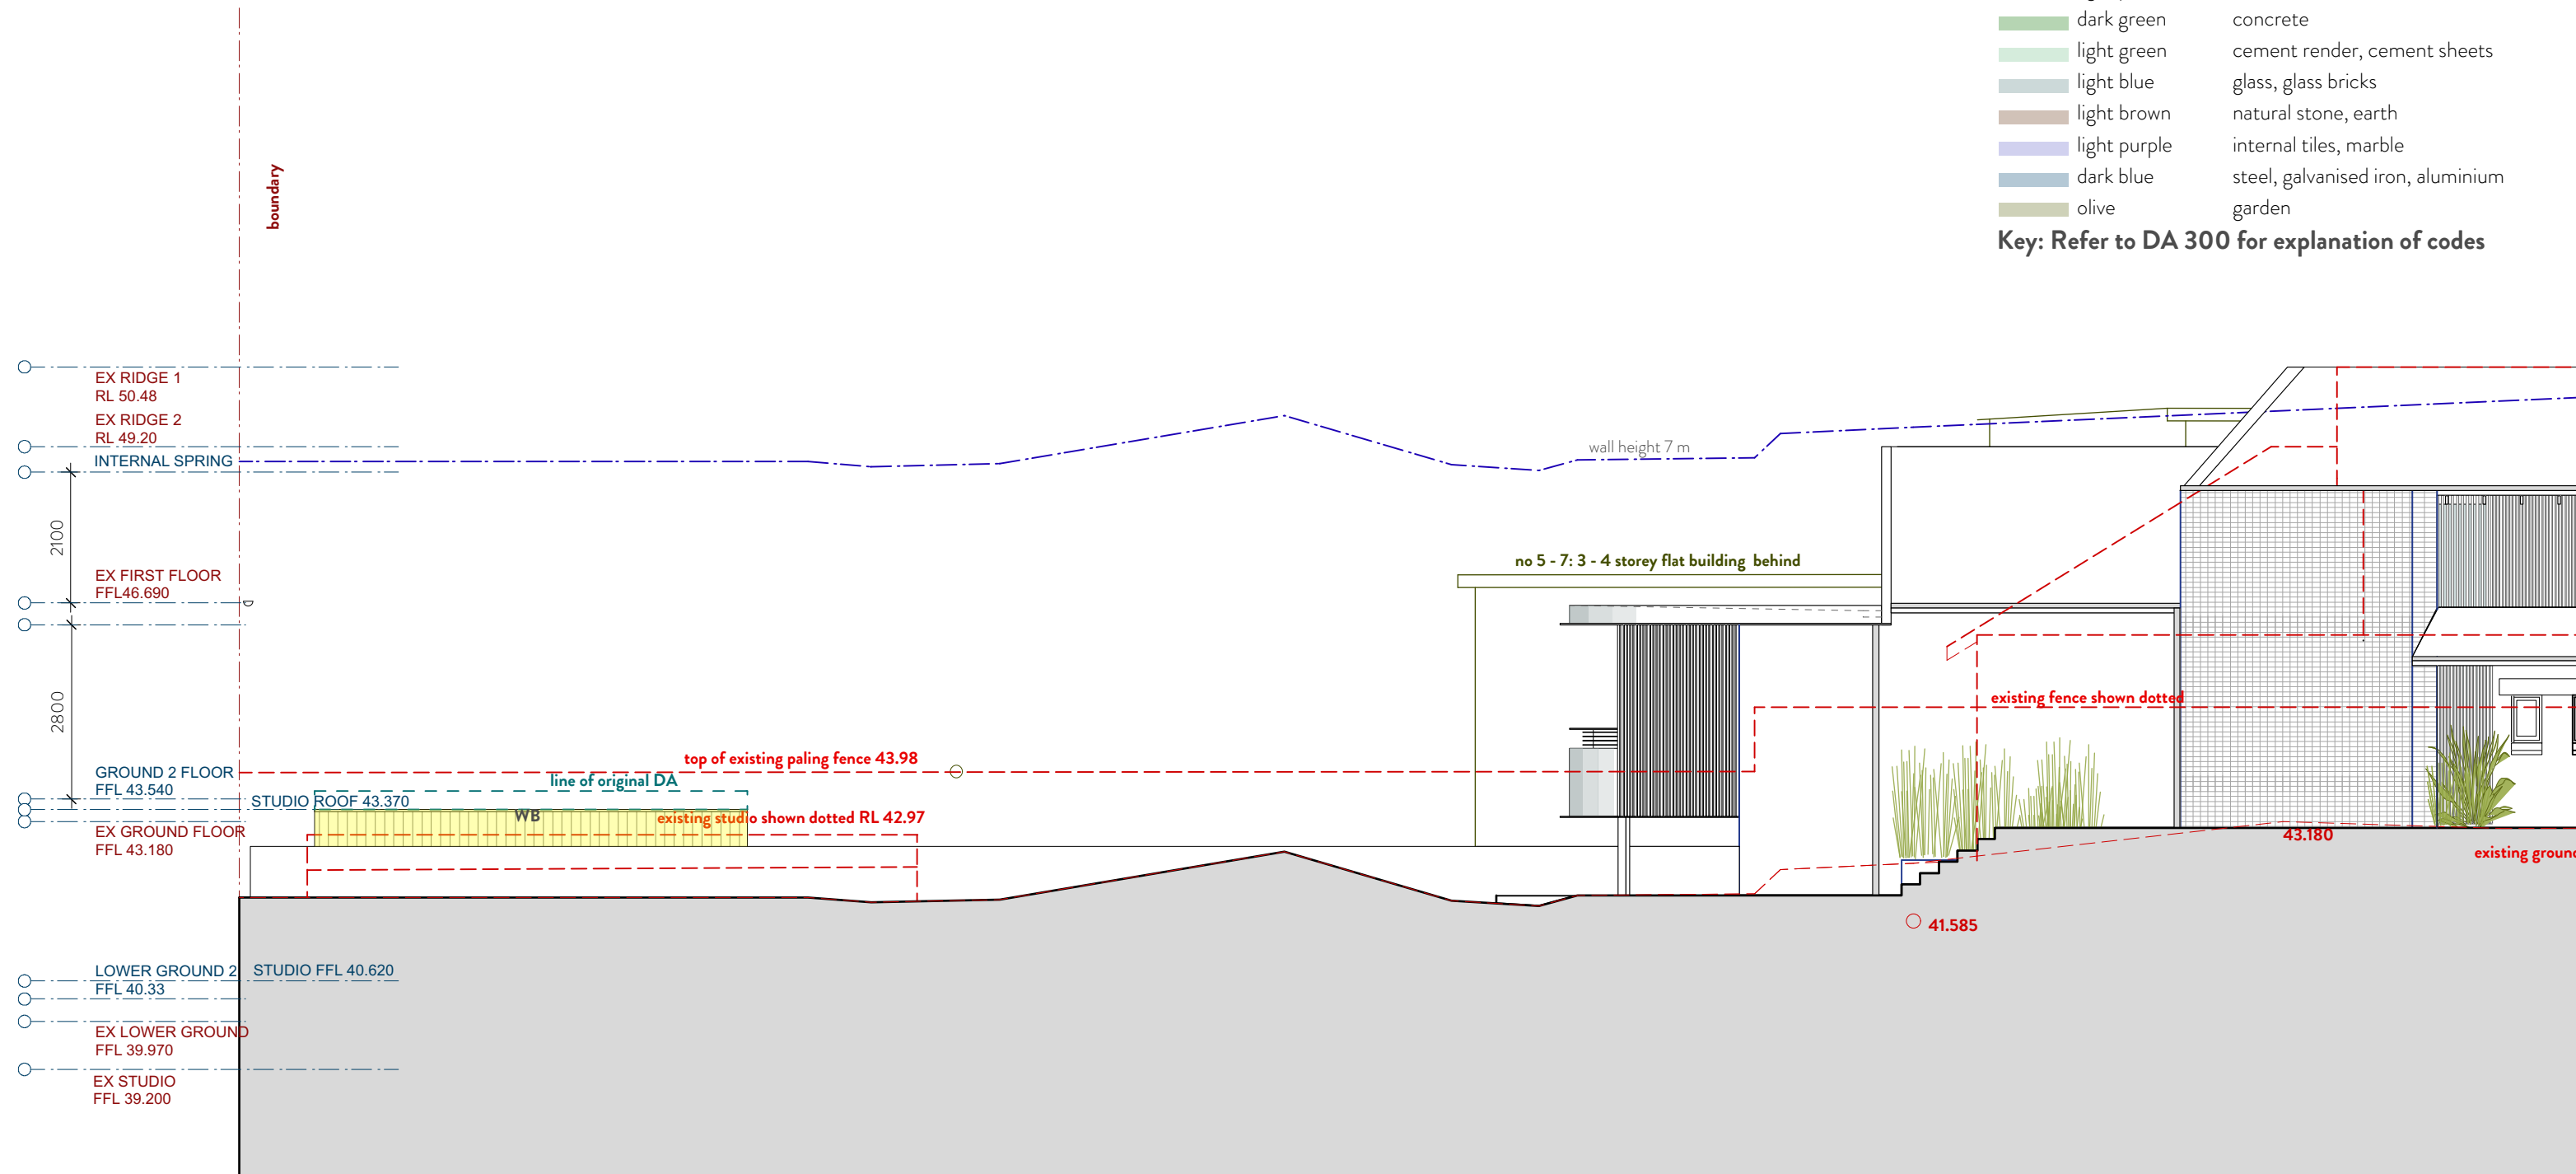 dark green concrete
light green cement render, cement sheets
light blue glass, glass bricks
light brown natural stone, earth
light purple internal tiles, marble
dark blue steel, galvanised iron, aluminium
olive garden
Key: Refer to DA 300 for explanation of codes
boundary
EX RIDGE 1
RL 50.48
EX RIDGE 2
RL 49.20
INTERNAL SPRING
wall height 7 m
2100
EX FIRST FLOOR
FFL46.690
no 5 - 7: 3 - 4 storey flat building behind
2800
existing fence shown dotted
top of existing paling fence 43.98
GROUND 2 FLOOR
FFL 43.540
line of original DA
STUDIO ROOF 43.370
WB
existing studio shown dotted RL 42.97
EX GROUND FLOOR
FFL 43.180
43.180
existing ground
41.585
LOWER GROUND 2
FFL 40.33
STUDIO FFL 40.620
EX LOWER GROUND
FFL 39.970
EX STUDIO
FFL 39.200